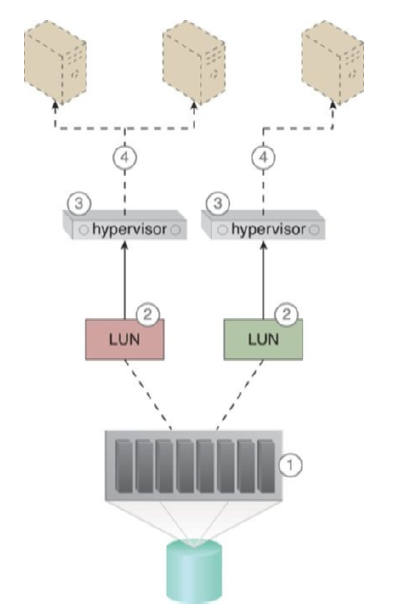 ④ ④
③ ③
hypervisor hypervisor
② ②
LUN LUN
①